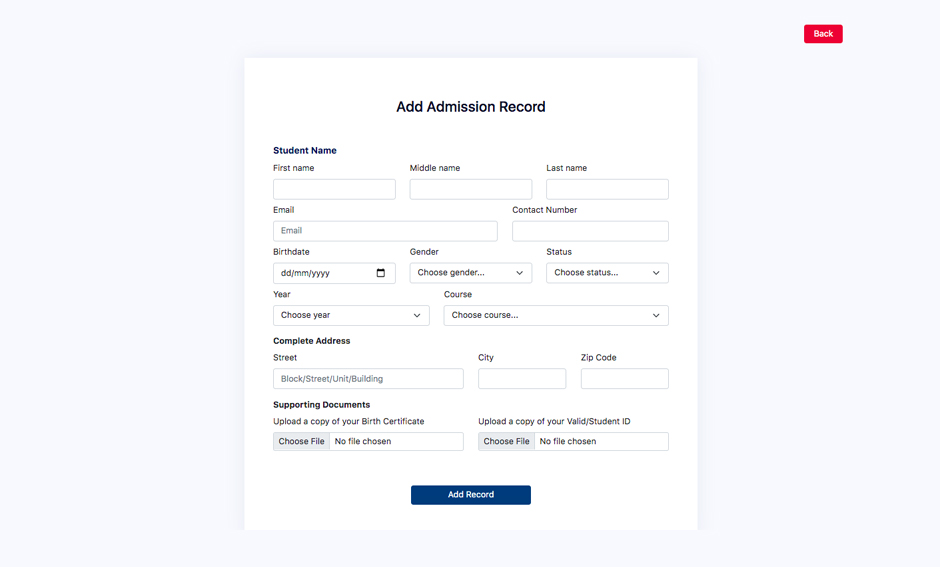 Back
Add Admission Record
Student Name
First name Middle name Last name
Email Contact Number
Email
Birthdate Gender Status
dd/mm/yyyy Choose gender... Choose status...
Year Course
Choose year Choose course...
Complete Address
Street City Zip Code
Block/Street/Unit/Building
Supporting Documents
Upload a copy of your Birth Certificate Upload a copy of your Valid/Student ID
Choose File No file chosen Choose File No file chosen
Add Record